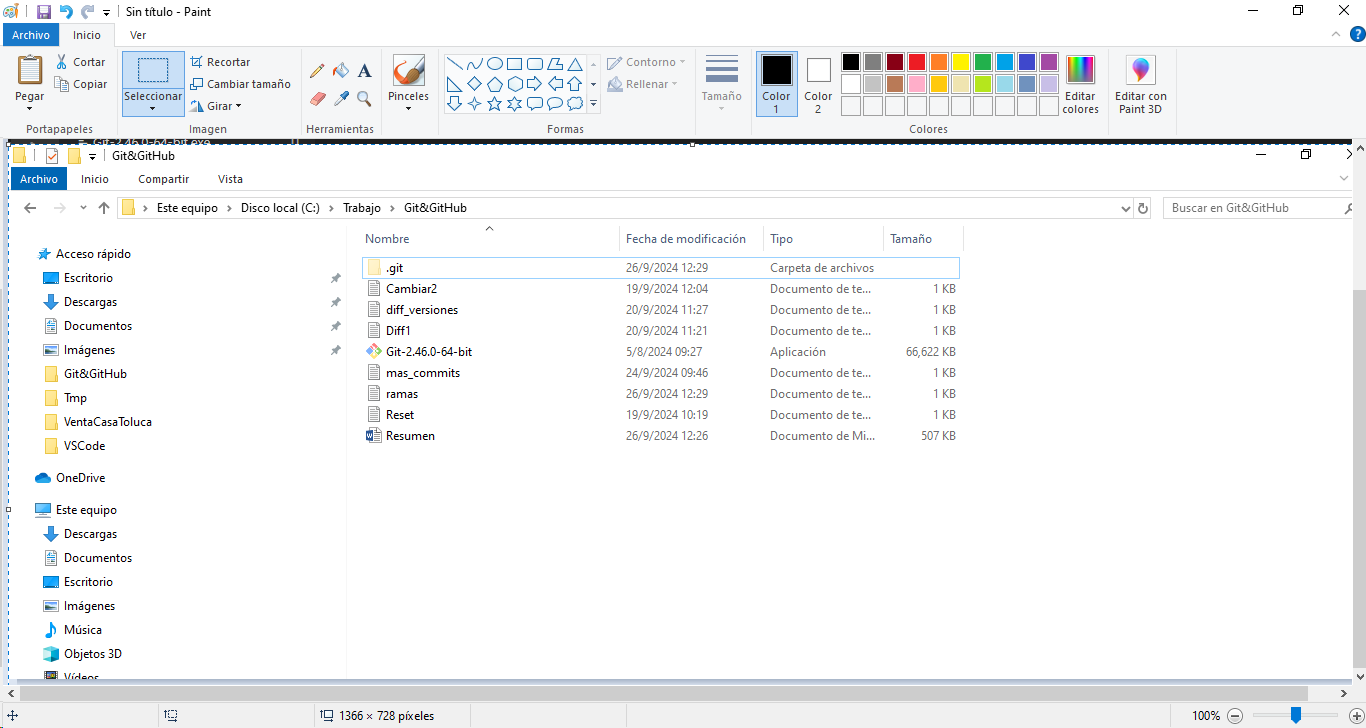 Sin título - Paint
Archivo Inicio Ver
Pegar
Cortar
Copiar
Portapapeles
Seleccionar
Recortar
Cambiar tamaño
Girar
Imagen
A
Herramientas
Pinceles
Contorno
Rellenar
Formas
Tamaño
Color
1
Color
2
Editar
colores
Colores
Editar con
Paint 3D
Git-2.46.0-64-bit.exe
Git&GitHub
Archivo Inicio Compartir Vista
Este equipo > Disco local (C:) > Trabajo > Git&GitHub
Buscar en Git&GitHub
Acceso rápido
Escritorio
Descargas
Documentos
Imágenes
Git&GitHub
Tmp
VentaCasaToluca
VSCode
OneDrive
Este equipo
Descargas
Documentos
Escritorio
Imágenes
Música
Objetos 3D
Vídeos
Nombre Fecha de modificación Tipo Tamaño
.git 26/9/2024 12:29 Carpeta de archivos
Cambiar2 19/9/2024 12:04 Documento de te... 1 KB
diff_versiones 20/9/2024 11:27 Documento de te... 1 KB
Diff1 20/9/2024 11:21 Documento de te... 1 KB
Git-2.46.0-64-bit 5/8/2024 09:27 Aplicación 66,622 KB
mas_commits 24/9/2024 09:46 Documento de te... 1 KB
ramas 26/9/2024 12:29 Documento de te... 1 KB
Reset 19/9/2024 10:19 Documento de te... 1 KB
Resumen 26/9/2024 12:26 Documento de Mi... 507 KB
1366 × 728 píxeles
100%